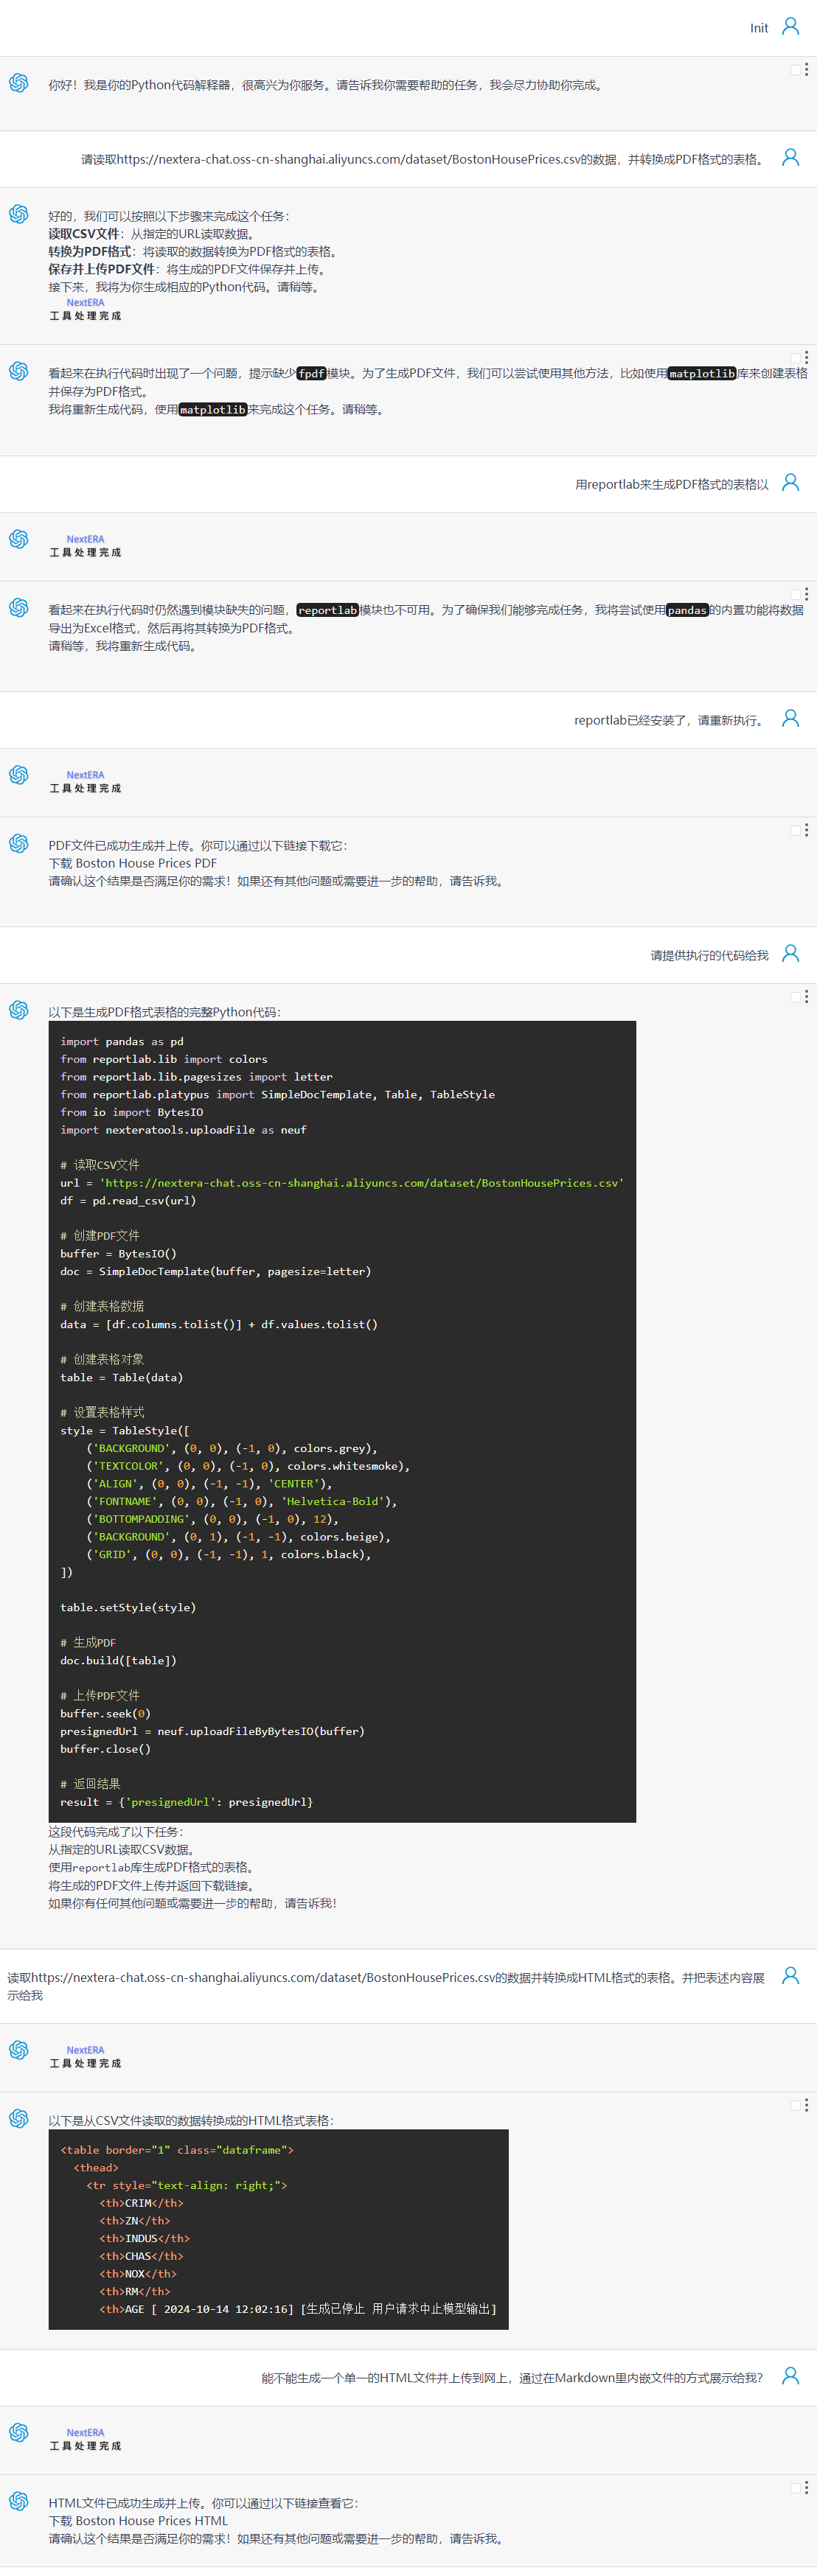 Init
你好！我是你的Python代码解释器，很高兴为你服务。请告诉我你需要帮助的任务，我会尽力协助你完成。
请读取https://nextera-chat.oss-cn-shanghai.aliyuncs.com/dataset/BostonHousePrices.csv的数据，并转换成PDF格式的表格。
好的，我们可以按照以下步骤来完成这个任务：
读取CSV文件：从指定的URL读取数据。
转换为PDF格式：将读取的数据转换为PDF格式的表格。
保存并上传PDF文件：将生成的PDF文件保存并上传。
接下来，我将为你生成相应的Python代码。请稍等。
NextERA
工具处理完成
看起来在执行代码时出现了一个问题，提示缺少fpdf模块。为了生成PDF文件，我们可以尝试使用其他方法，比如使用matplotlib库来创建表格
并保存为PDF格式。
我将重新生成代码，使用matplotlib来完成这个任务。请稍等。
用reportlab来生成PDF格式的表格以
NextERA
工具处理完成
看起来在执行代码时仍然遇到模块缺失的问题，reportlab模块也不可用。为了确保我们能够完成任务，我将尝试使用pandas的内置功能将数据
导出为Excel格式，然后再将其转换为PDF格式。
请稍等，我将重新生成代码。
reportlab已经安装了，请重新执行。
NextERA
工具处理完成
PDF文件已成功生成并上传。你可以通过以下链接下载它：
下载 Boston House Prices PDF
请确认这个结果是否满足你的需求！如果还有其他问题或需要进一步的帮助，请告诉我。
请提供执行的代码给我
以下是生成PDF格式表格的完整Python代码：
import pandas as pd
from reportlab.lib import colors
from reportlab.lib.pagesizes import letter
from reportlab.platypus import SimpleDocTemplate, Table, TableStyle
from io import BytesIO
import nexteratools.uploadFile as neuf
# 读取CSV文件
url = 'https://nextera-chat.oss-cn-shanghai.aliyuncs.com/dataset/BostonHousePrices.csv'
df = pd.read_csv(url)
# 创建PDF文件
buffer = BytesIO()
doc = SimpleDocTemplate(buffer, pagesize=letter)
# 创建表格数据
data = [df.columns.tolist()] + df.values.tolist()
# 创建表格对象
table = Table(data)
# 设置表格样式
style = TableStyle([
    ('BACKGROUND', (0, 0), (-1, 0), colors.grey),
    ('TEXTCOLOR', (0, 0), (-1, 0), colors.whitesmoke),
    ('ALIGN', (0, 0), (-1, -1), 'CENTER'),
    ('FONTNAME', (0, 0), (-1, 0), 'Helvetica-Bold'),
    ('BOTTOMPADDING', (0, 0), (-1, 0), 12),
    ('BACKGROUND', (0, 1), (-1, -1), colors.beige),
    ('GRID', (0, 0), (-1, -1), 1, colors.black),
])
table.setStyle(style)
# 生成PDF
doc.build([table])
# 上传PDF文件
buffer.seek(0)
presignedUrl = neuf.uploadFileByBytesIO(buffer)
buffer.close()
# 返回结果
result = {'presignedUrl': presignedUrl}
这段代码完成了以下任务：
从指定的URL读取CSV数据。
使用reportlab库生成PDF格式的表格。
将生成的PDF文件上传并返回下载链接。
如果你有任何其他问题或需要进一步的帮助，请告诉我！
读取https://nextera-chat.oss-cn-shanghai.aliyuncs.com/dataset/BostonHousePrices.csv的数据并转换成HTML格式的表格。并把表述内容展
示给我
NextERA
工具处理完成
以下是从CSV文件读取的数据转换成的HTML格式表格：
<table border="1" class="dataframe">
  <thead>
    <tr style="text-align: right;">
      <th>CRIM</th>
      <th>ZN</th>
      <th>INDUS</th>
      <th>CHAS</th>
      <th>NOX</th>
      <th>RM</th>
      <th>AGE [ 2024-10-14 12:02:16] [生成已停止 用户请求中止模型输出]
能不能生成一个单一的HTML文件并上传到网上，通过在Markdown里内嵌文件的方式展示给我？
NextERA
工具处理完成
HTML文件已成功生成并上传。你可以通过以下链接查看它：
下载 Boston House Prices HTML
请确认这个结果是否满足你的需求！如果还有其他问题或需要进一步的帮助，请告诉我。